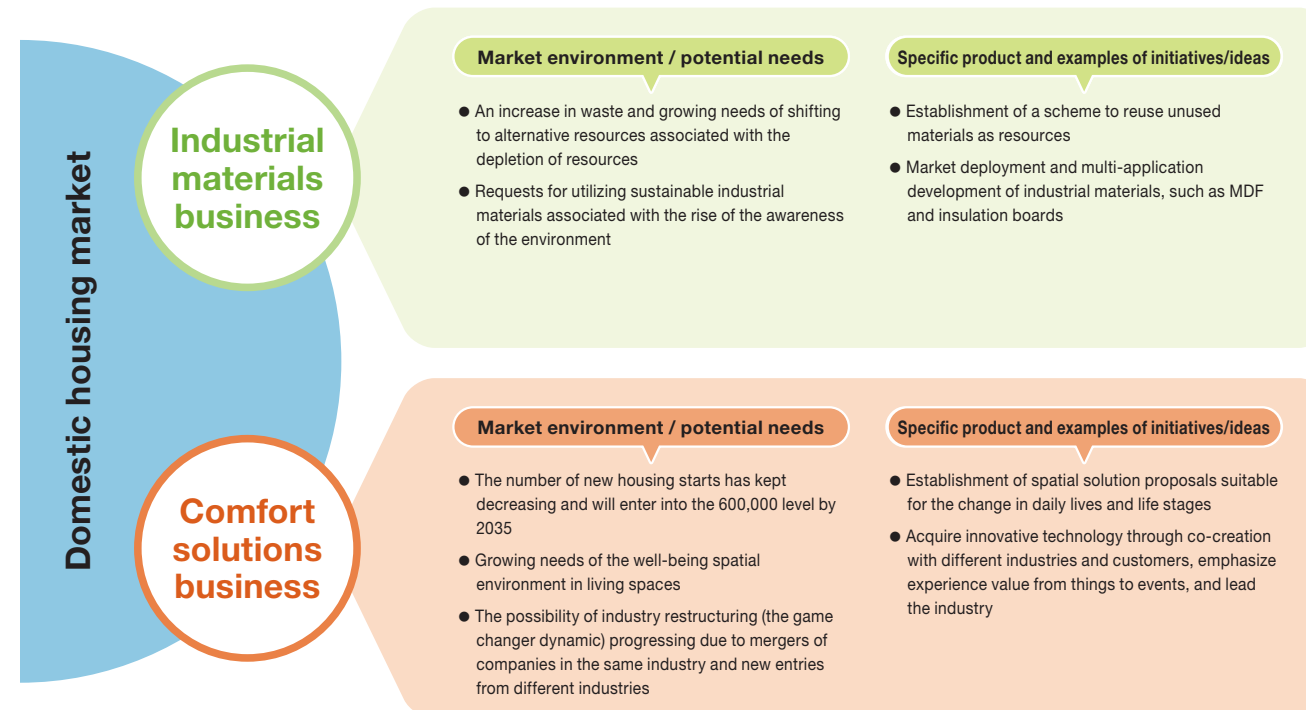 Domestic housing market
Industrial
materials
business
Market environment / potential needs
● An increase in waste and growing needs of shifting
to alternative resources associated with the
depletion of resources
● Requests for utilizing sustainable industrial
materials associated with the rise of the awareness
of the environment
Specific product and examples of initiatives/ideas
● Establishment of a scheme to reuse unused
materials as resources
● Market deployment and multi-application
development of industrial materials, such as MDF
and insulation boards
Comfort
solutions
business
Market environment / potential needs
● The number of new housing starts has kept
decreasing and will enter into the 600,000 level by
2035
● Growing needs of the well-being spatial
environment in living spaces
● The possibility of industry restructuring (the game
changer dynamic) progressing due to mergers of
companies in the same industry and new entries
from different industries
Specific product and examples of initiatives/ideas
● Establishment of spatial solution proposals suitable
for the change in daily lives and life stages
● Acquire innovative technology through co-creation
with different industries and customers, emphasize
experience value from things to events, and lead
the industry